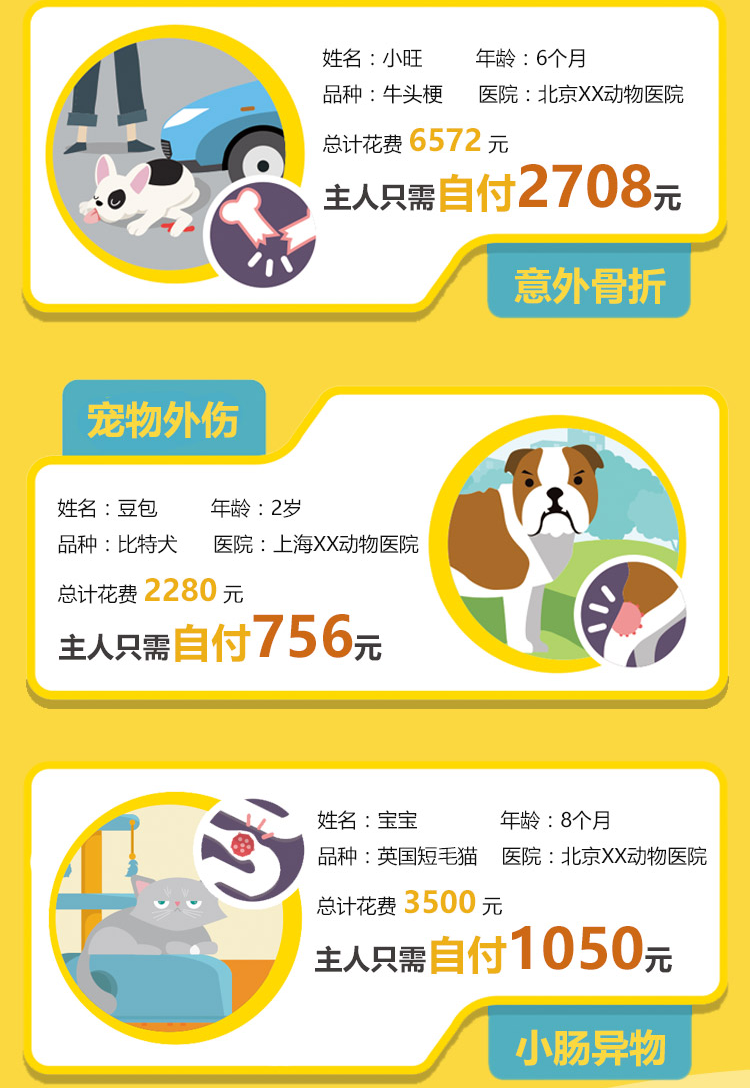 姓名：小旺 年龄：6个月
品种：牛头梗 医院：北京XX动物医院
总计花费 6572 元
主人只需自付2708元
意外骨折
宠物外伤
姓名：豆包 年龄：2岁
品种：比特犬 医院：上海XX动物医院
总计花费 2280 元
主人只需自付756元
姓名：宝宝 年龄：8个月
品种：英国短毛猫 医院：北京XX动物医院
总计花费 3500 元
主人只需自付1050元
小肠异物